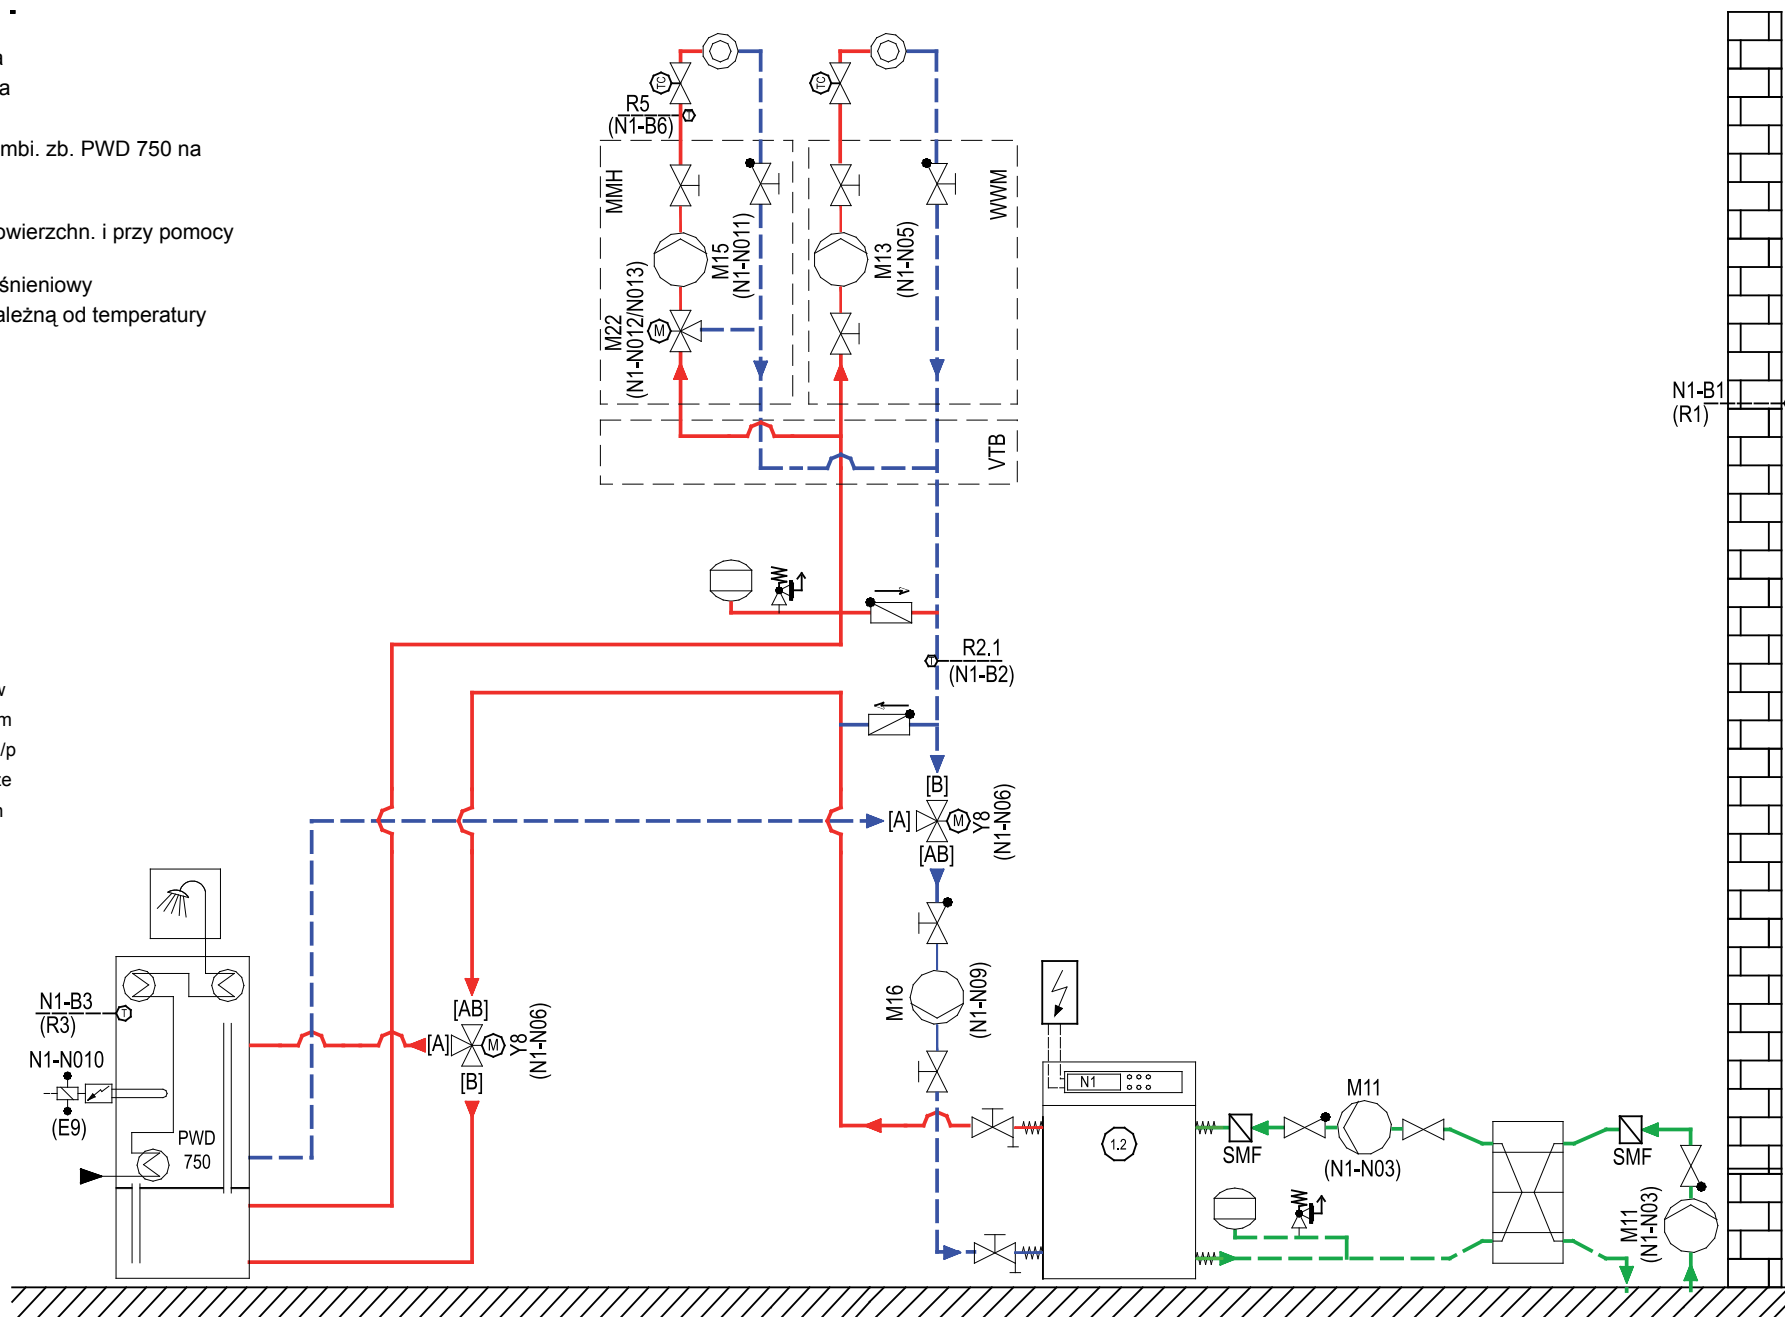 -
a
a
mbi. zb. PWD 750 na
owierzchn. i przy pomocy
śnieniowy
ależną od temperatury
w
m
/p
że
h
TC
TC
R5
(N1-B6)
MMH
M15
(N1-N011)
M13
(N1-N05)
WWM
M22
(N1-N012/N013)
M
VTB
N1-B1
(R1)
R2.1
(N1-B2)
[B]
[A]
M
Y8
(N1-N06)
[AB]
M16
(N1-N09)
N1-B3
(R3)
T
[AB]
[A]
M
Y8
(N1-N06)
[B]
N1-N010
(E9)
PWD
750
N1
1.2
SMF
M11
(N1-N03)
SMF
M11
(N1-N03)